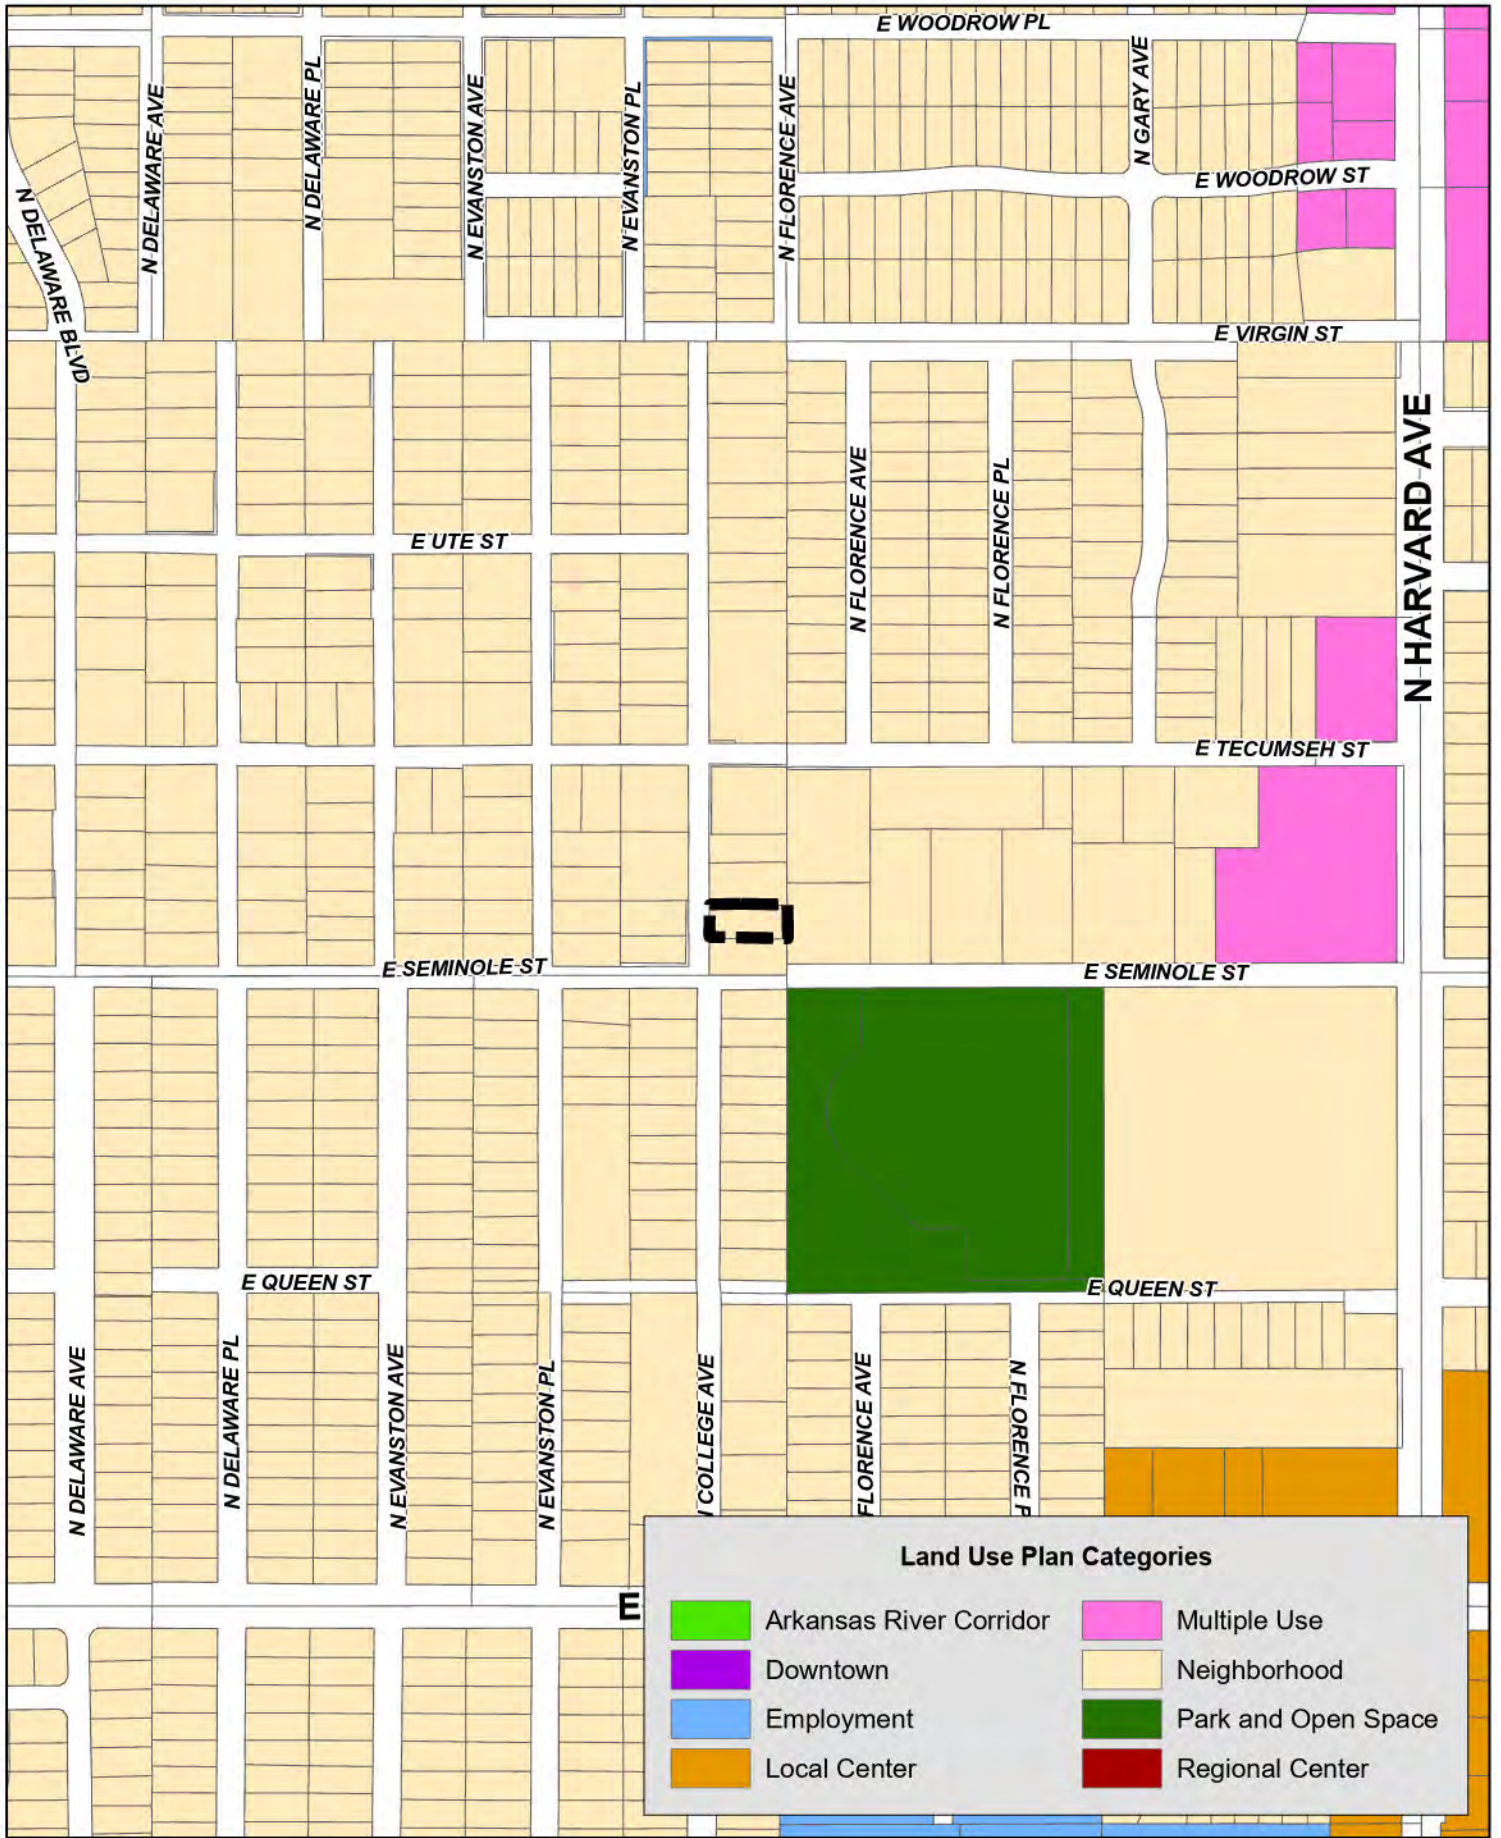 E WOODROW PL
N GARY AVE
N DELAWARE AVE
N DELAWARE PL
N EVANSTON AVE
N EVANSTON PL
N FLORENCE AVE
E WOODROW ST
N DELAWARE BLVD
E VIRGIN ST
N HARVARD AVE
N FLORENCE AVE
N FLORENCE PL
E UTE ST
E TECUMSEH ST
E SEMINOLE ST
E SEMINOLE ST
E QUEEN ST
E QUEEN ST
N DELAWARE AVE
N DELAWARE PL
N EVANSTON AVE
N EVANSTON PL
N COLLEGE AVE
FLORENCE AVE
N FLORENCE P
E
Land Use Plan Categories
Arkansas River Corridor
Downtown
Employment
Local Center
Multiple Use
Neighborhood
Park and Open Space
Regional Center